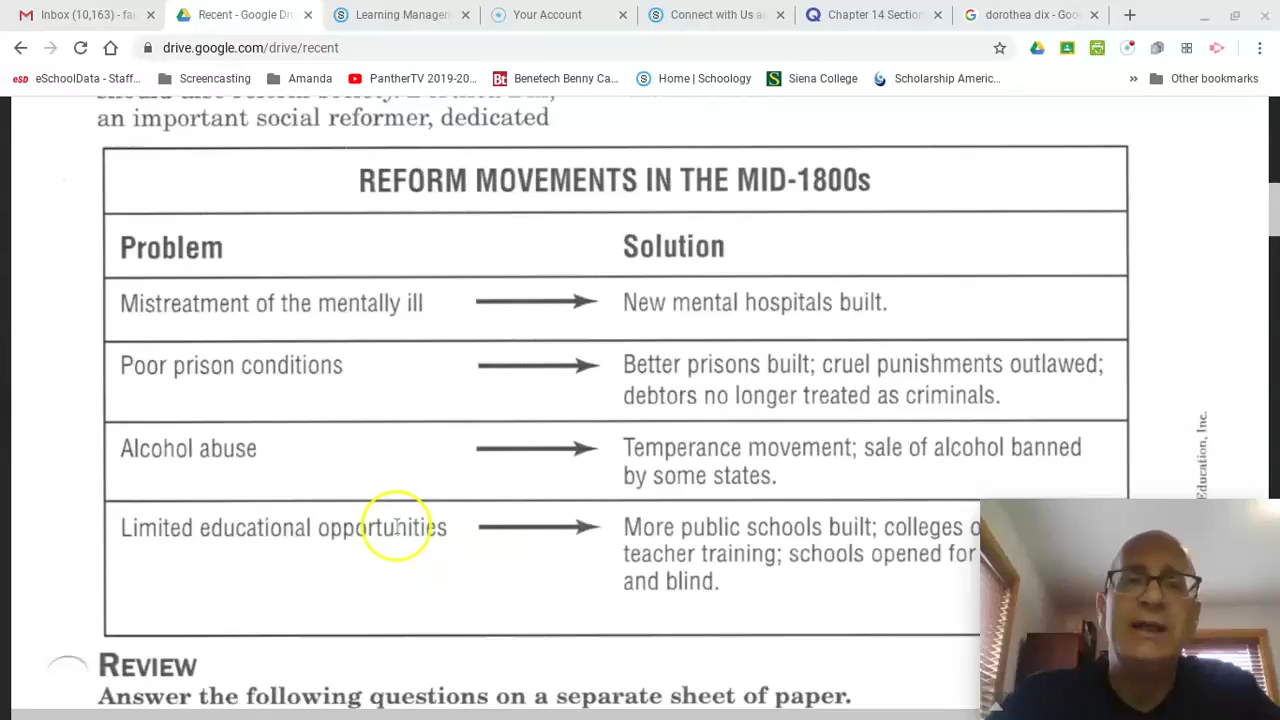 Inbox (10,163) - far
Recent - Google Dri
Learning Managem
Your Account
Connect with Us a
Chapter 14 Section
dorothea dix - Goo
drive.google.com/drive/recent
eSchoolData - Staff...
Screencasting
Amanda
PantherTV 2019-20...
Benetech Benny Ca...
Home | Schoology
Siena College
Scholarship Americ...
Other bookmarks
an important social reformer, dedicated
REFORM MOVEMENTS IN THE MID-1800s
Problem Solution
Mistreatment of the mentally ill New mental hospitals built.
Poor prison conditions Better prisons built; cruel punishments outlawed;
debtors no longer treated as criminals.
Alcohol abuse Temperance movement; sale of alcohol banned
by some states.
Limited educational opportunities More public schools built; colleges
teacher training; schools opened for
and blind.
Education, Inc.
REVIEW
Answer the following questions on a separate sheet of paper.